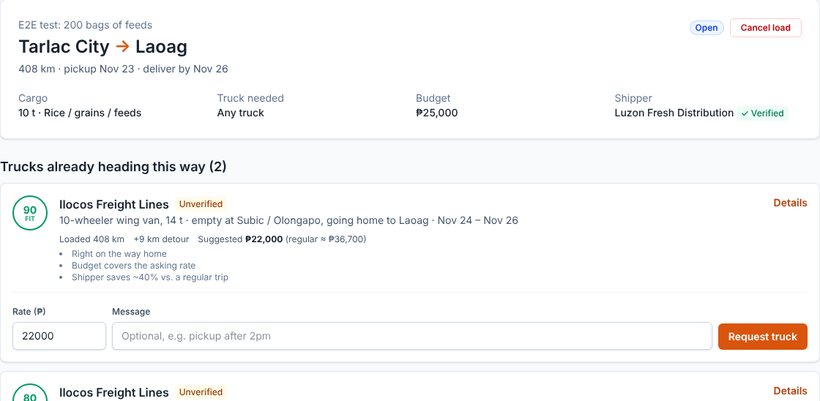 E2E test: 200 bags of feeds
Open
Cancel load
Tarlac City → Laoag
408 km · pickup Nov 23 · deliver by Nov 26
Cargo
Truck needed
Budget
Shipper
10 t · Rice / grains / feeds
Any truck
₱25,000
Luzon Fresh Distribution ✓ Verified
Trucks already heading this way (2)
90
FIT
Ilocos Freight Lines Unverified
Details
10-wheeler wing van, 14 t · empty at Subic / Olongapo, going home to Laoag · Nov 24 – Nov 26
Loaded 408 km +9 km detour Suggested ₱22,000 (regular ≈ ₱36,700)
• Right on the way home
• Budget covers the asking rate
• Shipper saves ~40% vs. a regular trip
Rate (₱)
Message
22000
Optional, e.g. pickup after 2pm
Request truck
80
Ilocos Freight Lines Unverified
Details